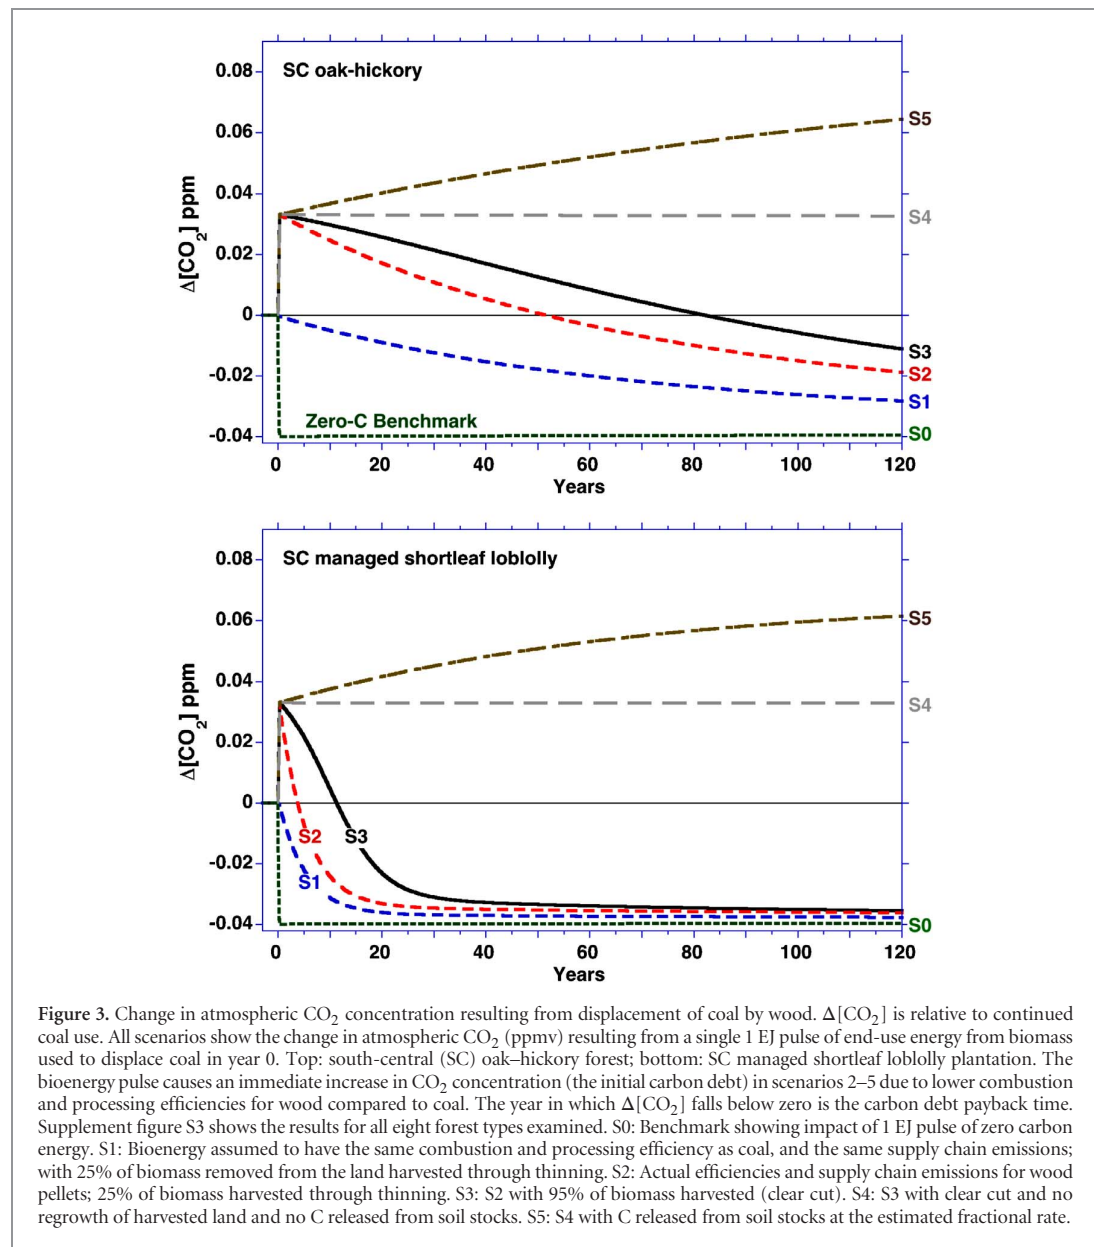 SC oak-hickory
0.08
0.06
0.04
0.02
0
-0.02
-0.04
Δ[CO2] ppm
S5
S4
S3
S2
S1
S0
Zero-C Benchmark
0 20 40 60 80 100 120
Years
SC managed shortleaf loblolly
0.08
0.06
0.04
0.02
0
-0.02
-0.04
Δ[CO2] ppm
S5
S4
S2 S3
S1
S0
0 20 40 60 80 100 120
Years
Figure 3. Change in atmospheric CO2 concentration resulting from displacement of coal by wood. Δ[CO2] is relative to continued
coal use. All scenarios show the change in atmospheric CO2 (ppmv) resulting from a single 1 EJ pulse of end-use energy from biomass
used to displace coal in year 0. Top: south-central (SC) oak–hickory forest; bottom: SC managed shortleaf loblolly plantation. The
bioenergy pulse causes an immediate increase in CO2 concentration (the initial carbon debt) in scenarios 2–5 due to lower combustion
and processing efficiencies for wood compared to coal. The year in which Δ[CO2] falls below zero is the carbon debt payback time.
Supplement figure S3 shows the results for all eight forest types examined. S0: Benchmark showing impact of 1 EJ pulse of zero carbon
energy. S1: Bioenergy assumed to have the same combustion and processing efficiency as coal, and the same supply chain emissions;
with 25% of biomass removed from the land harvested through thinning. S2: Actual efficiencies and supply chain emissions for wood
pellets; 25% of biomass harvested through thinning. S3: S2 with 95% of biomass harvested (clear cut). S4: S3 with clear cut and no
regrowth of harvested land and no C released from soil stocks. S5: S4 with C released from soil stocks at the estimated fractional rate.